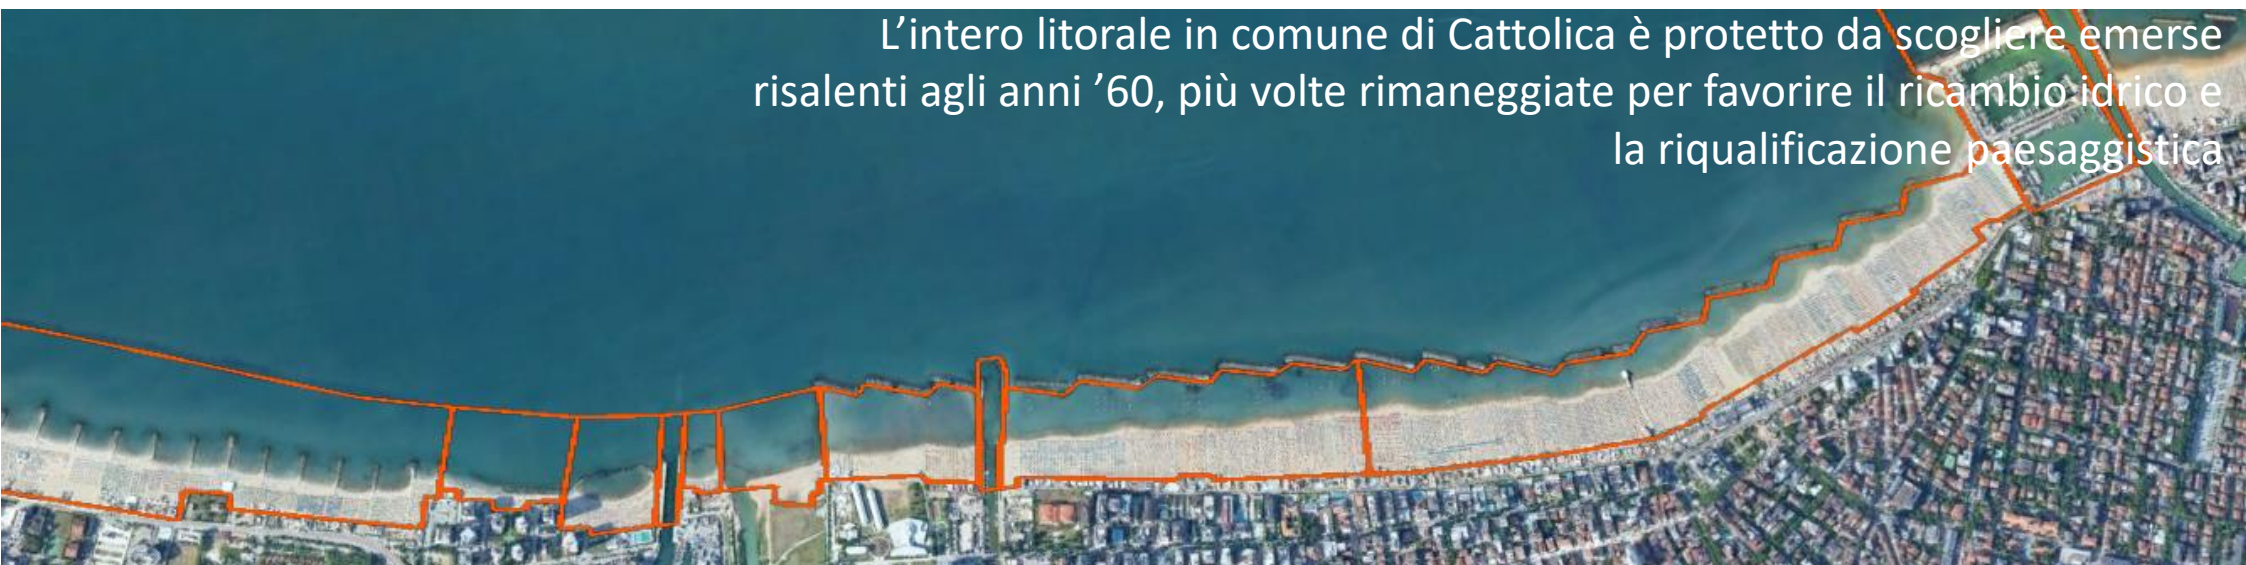 L’intero litorale in comune di Cattolica è protetto da scogliere emerse
risalenti agli anni ’60, più volte rimaneggiate per favorire il ricambio idrico e
la riqualificazione paesaggistica